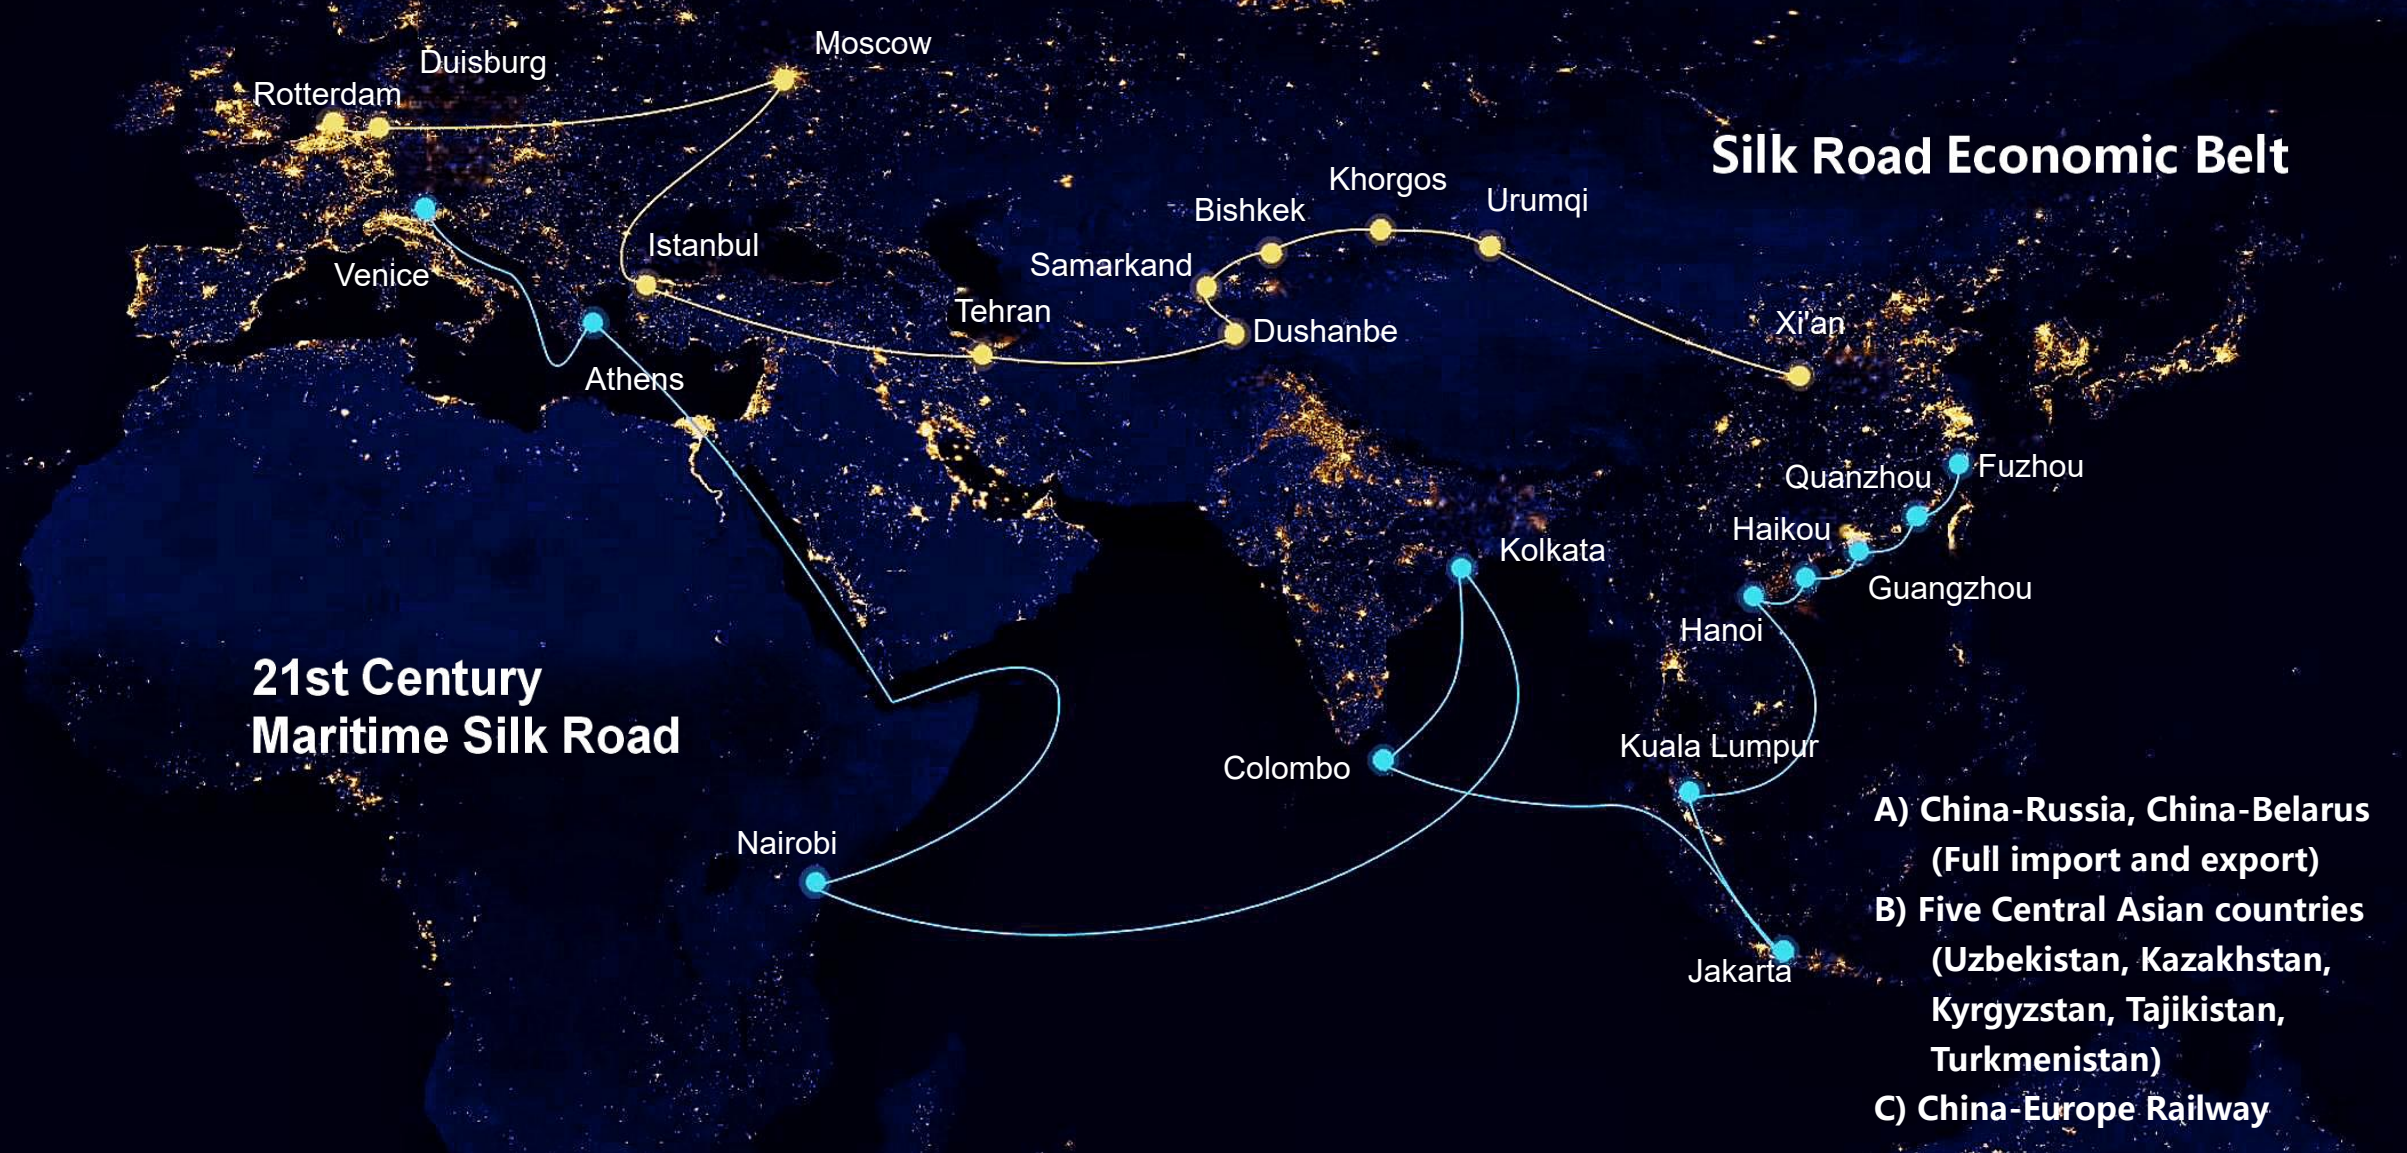 Moscow
Duisburg
Rotterdam
Silk Road Economic Belt
Khorgos
Urumqi
Bishkek
Istanbul
Samarkand
Venice
Tehran
Xi'an
Dushanbe
Athens
Quanzhou
Fuzhou
Haikou
Kolkata
Guangzhou
Hanoi
21st Century
Maritime Silk Road
Kuala Lumpur
Colombo
Nairobi
Jakarta
A) China-Russia, China-Belarus
(Full import and export)
B) Five Central Asian countries
(Uzbekistan, Kazakhstan,
Kyrgyzstan, Tajikistan,
Turkmenistan)
C) China-Europe Railway